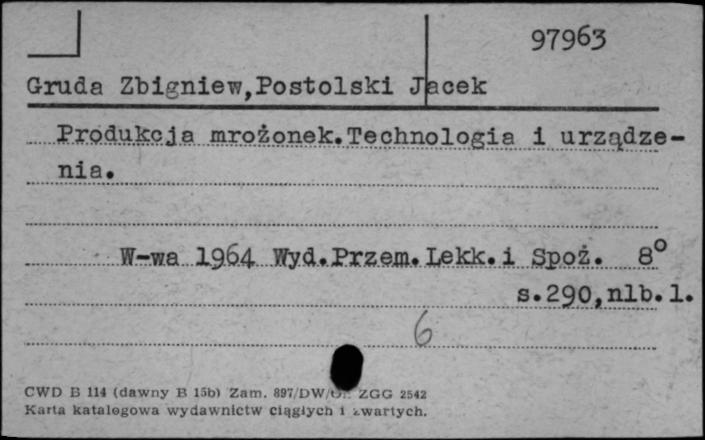 97963
Gruda Zbigniew,Postolski Jacek
Produkcja mrożonek.Technologia i urządze-
nia.
W-wa 1964 Wyd.Przem.Lekk.i Spoż. 8°
s.290,nlb.1.
6
CWD B 114 (dawny B 15b) Zam. 897/DW/ ZGG 2542
Karta katalogowa wydawnictw ciągłych i zwartych.